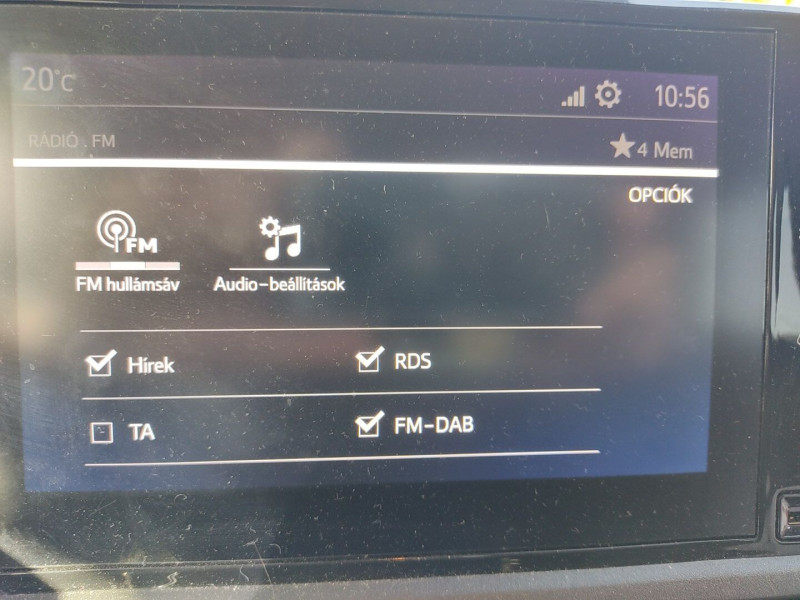 20°C
10:56
RÁDIÓ . FM
4 Mem
OPCIÓK
FM
FM hullámsáv
Audio-beállítások
Hírek
RDS
TA
FM-DAB